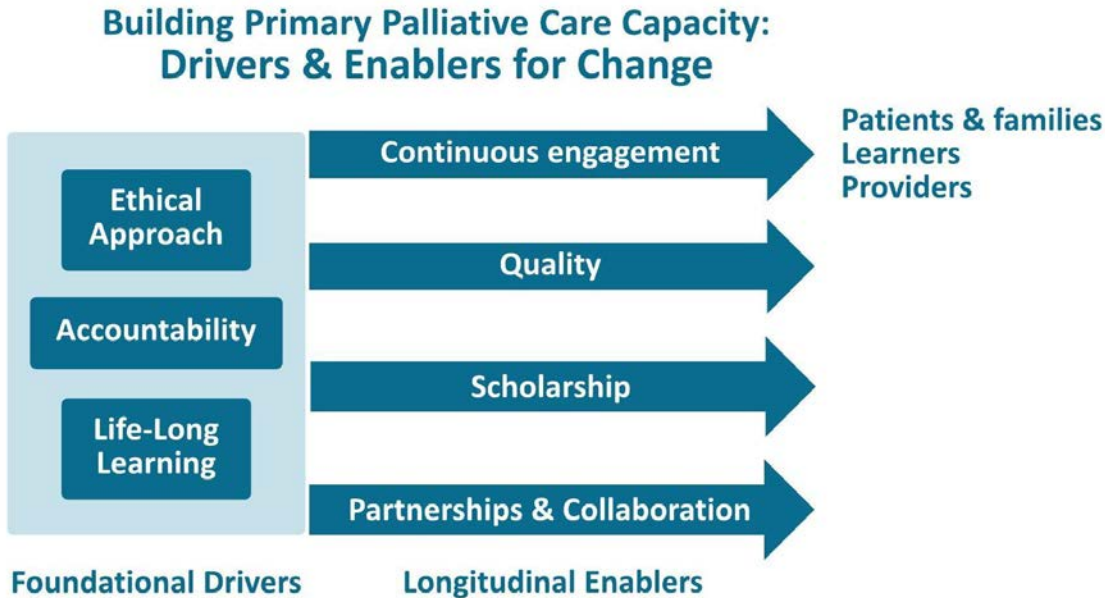 Building Primary Palliative Care Capacity:
Drivers & Enablers for Change
Ethical
Approach
Accountability
Life-Long
Learning
Foundational Drivers
Continuous engagement
Quality
Scholarship
Partnerships & Collaboration
Longitudinal Enablers
Patients & families
Learners
Providers